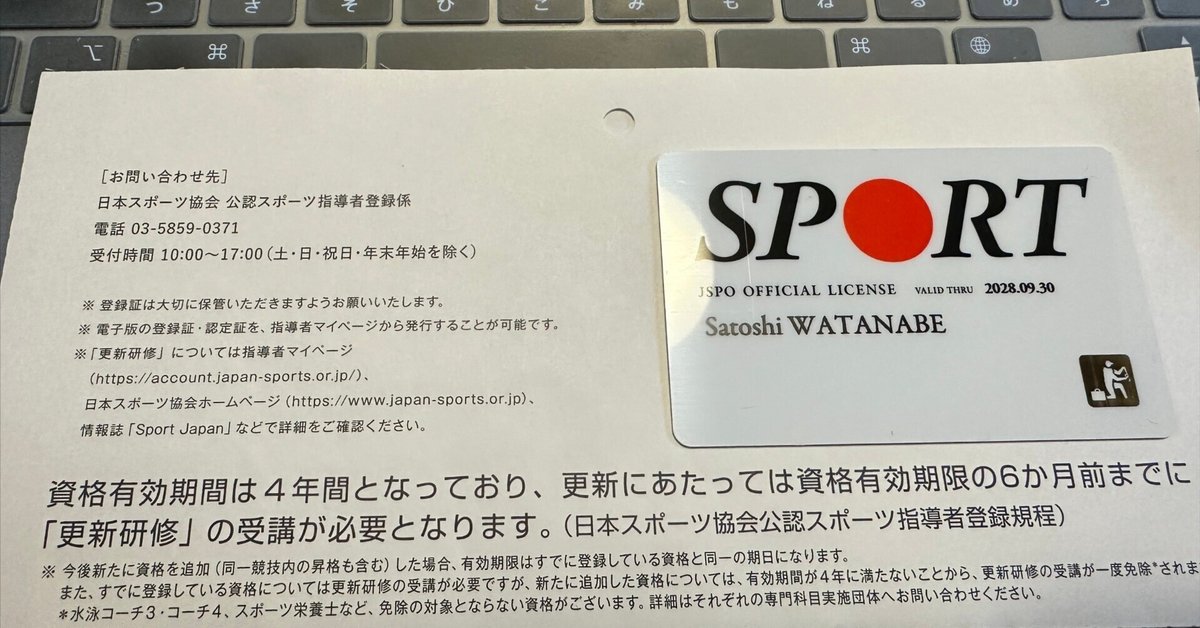 つ
さ
そ
ひ
こ
み
も
ね
る
め
⌥
⌘
⌘
[お問い合わせ先]
日本スポーツ協会 公認スポーツ指導者登録係
電話 03-5859-0371
受付時間 10:00〜17:00(土・日・祝日・年末年始を除く)
※ 登録証は大切に保管いただきますようお願いいたします。
※ 電子版の登録証・認定証を、指導者マイページから発行することが可能です。
※「更新研修」については指導者マイページ
(https://account.japan-sports.or.jp/)、
日本スポーツ協会ホームページ(https://www.japan-sports.or.jp)、
情報誌「Sport Japan」などで詳細をご確認ください。
SPORT
JSPO OFFICIAL LICENSE VALID THRU 2028.09.30
Satoshi WATANABE
資格有効期間は4年間となっており、更新にあたっては資格有効期限の6か月前までに
「更新研修」の受講が必要となります。(日本スポーツ協会公認スポーツ指導者登録規程)
※ 今後新たに資格を追加(同一競技内の昇格も含む)した場合、有効期限はすでに登録している資格と同一の期日になります。
また、すでに登録している資格については更新研修の受講が必要ですが、新たに追加した資格については、有効期間が4年に満たないことから、更新研修の受講が一度免除*されま
*水泳コーチ3・コーチ4、スポーツ栄養士など、免除の対象とならない資格がございます。詳細はそれぞれの専門科目実施団体へお問い合わせください。